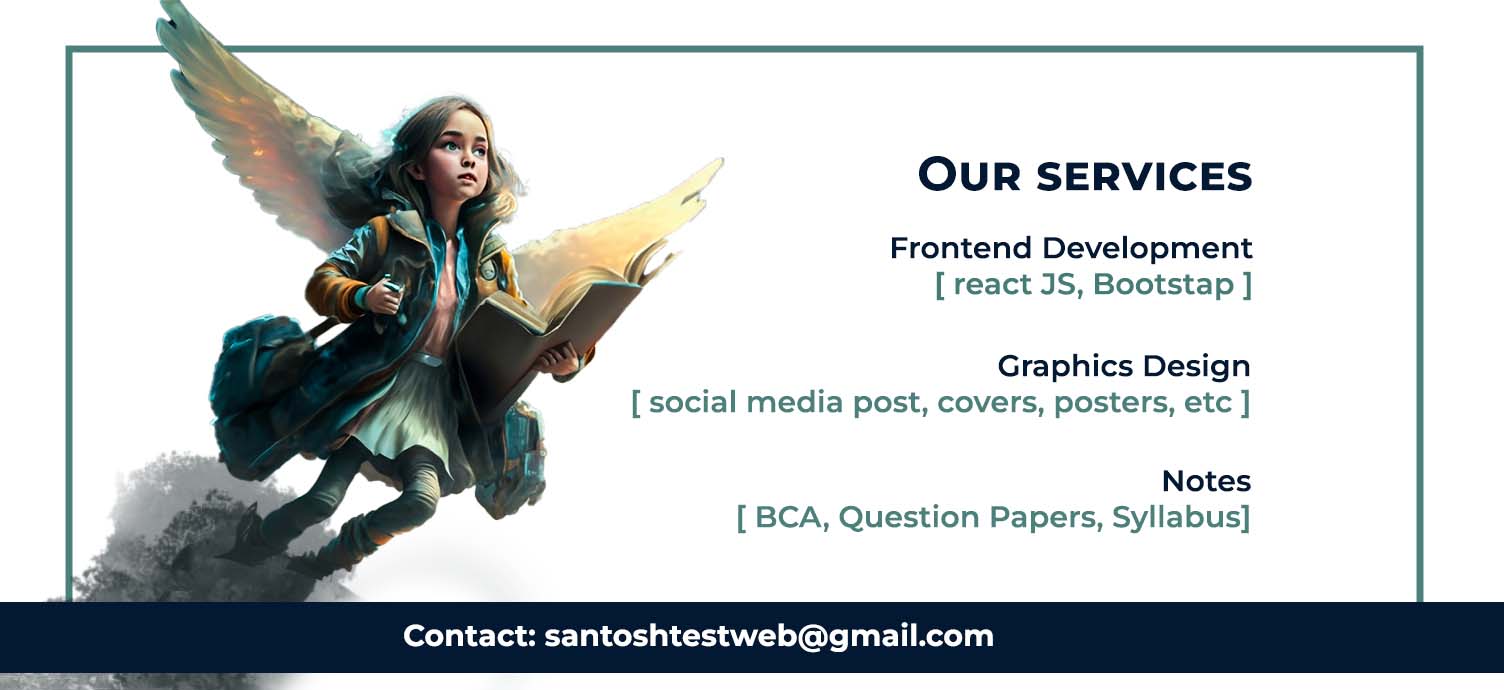 Our services
Frontend Development
[ react JS, Bootstap ]
Graphics Design
[ social media post, covers, posters, etc ]
Notes
[ BCA, Question Papers, Syllabus]
Contact: santoshtestweb@gmail.com